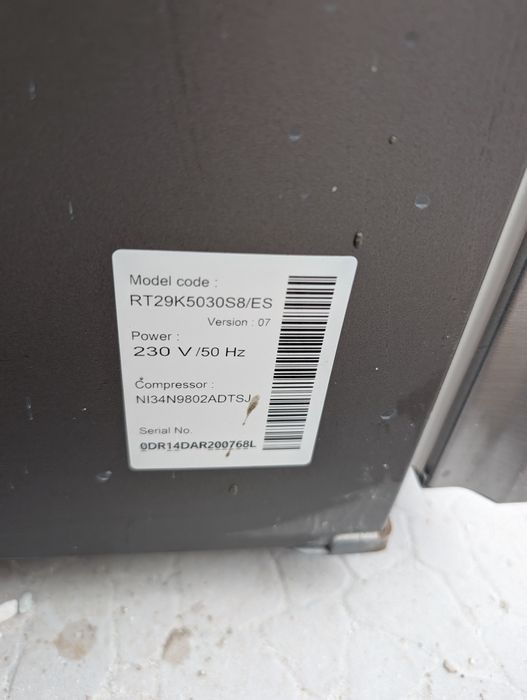 Model code :
RT29K5030S8/ES
Version : 07
Power :
230 V /50 Hz
Compressor :
NI34N9802ADTSJ
Serial No.
0DR14DAR200768L